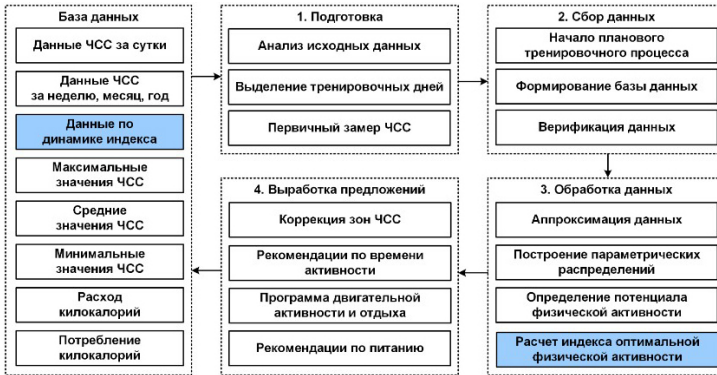 База данных
Данные ЧСС за сутки
Данные ЧСС
за неделю, месяц, год
Данные по
динамике индекса
Максимальные
значения ЧСС
Средние
значения ЧСС
Минимальные
значения ЧСС
Расход
килокалорий
Потребление
килокалорий
1. Подготовка
Анализ исходных данных
Выделение тренировочных дней
Первичный замер ЧСС
2. Сбор данных
Начало планового
тренировочного процесса
Формирование базы данных
Верификация данных
3. Обработка данных
Аппроксимация данных
Построение параметрических
распределений
Определение потенциала
физической активности
Расчет индекса оптимальной
физической активности
4. Выработка предложений
Коррекция зон ЧСС
Рекомендации по времени
активности
Программа двигательной
активности и отдыха
Рекомендации по питанию